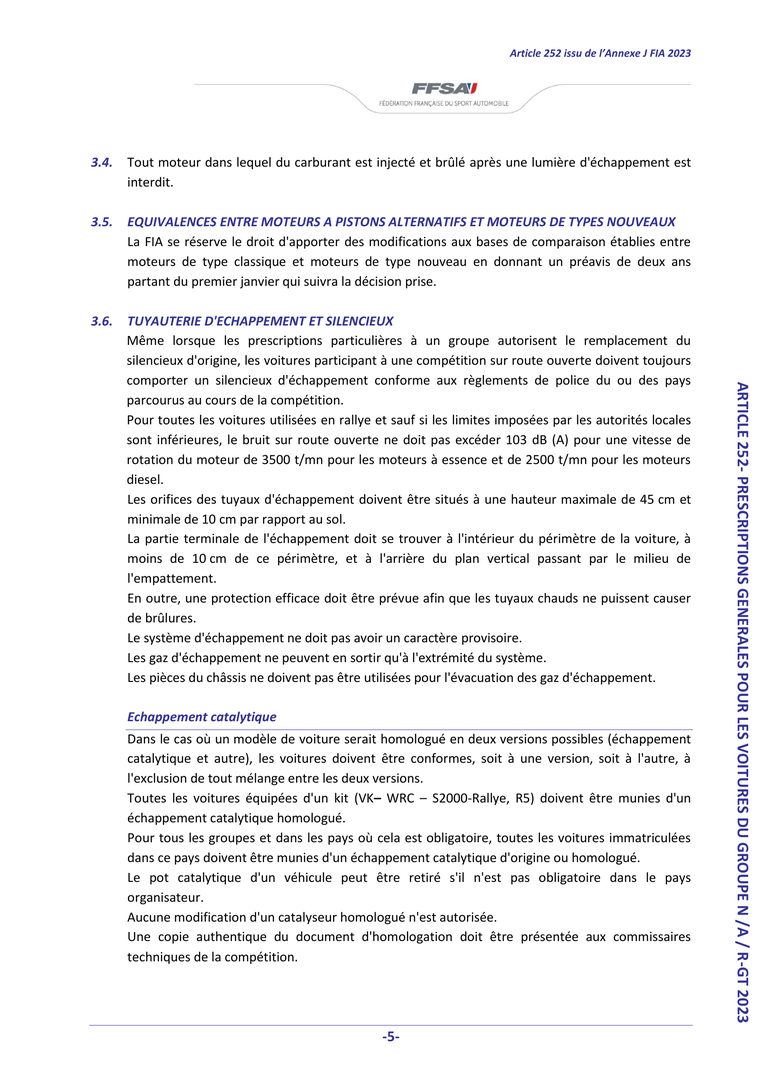 Article 252 issu de l’Annexe J FIA 2023
FFSA
FÉDÉRATION FRANÇAISE DU SPORT AUTOMOBILE
3.4. Tout moteur dans lequel du carburant est injecté et brûlé après une lumière d'échappement est
interdit.
3.5. EQUIVALENCES ENTRE MOTEURS A PISTONS ALTERNATIFS ET MOTEURS DE TYPES NOUVEAUX
La FIA se réserve le droit d'apporter des modifications aux bases de comparaison établies entre
moteurs de type classique et moteurs de type nouveau en donnant un préavis de deux ans
partant du premier janvier qui suivra la décision prise.
3.6. TUYAUTERIE D'ECHAPPEMENT ET SILENCIEUX
Même lorsque les prescriptions particulières à un groupe autorisent le remplacement du
silencieux d'origine, les voitures participant à une compétition sur route ouverte doivent toujours
comporter un silencieux d'échappement conforme aux règlements de police du ou des pays
parcourus au cours de la compétition.
Pour toutes les voitures utilisées en rallye et sauf si les limites imposées par les autorités locales
sont inférieures, le bruit sur route ouverte ne doit pas excéder 103 dB (A) pour une vitesse de
rotation du moteur de 3500 t/mn pour les moteurs à essence et de 2500 t/mn pour les moteurs
diesel.
Les orifices des tuyaux d'échappement doivent être situés à une hauteur maximale de 45 cm et
minimale de 10 cm par rapport au sol.
La partie terminale de l'échappement doit se trouver à l'intérieur du périmètre de la voiture, à
moins de 10 cm de ce périmètre, et à l'arrière du plan vertical passant par le milieu de
l'empattement.
En outre, une protection efficace doit être prévue afin que les tuyaux chauds ne puissent causer
de brûlures.
Le système d'échappement ne doit pas avoir un caractère provisoire.
Les gaz d'échappement ne peuvent en sortir qu'à l'extrémité du système.
Les pièces du châssis ne doivent pas être utilisées pour l'évacuation des gaz d'échappement.
Echappement catalytique
Dans le cas où un modèle de voiture serait homologué en deux versions possibles (échappement
catalytique et autre), les voitures doivent être conformes, soit à une version, soit à l'autre, à
l'exclusion de tout mélange entre les deux versions.
Toutes les voitures équipées d'un kit (VK– WRC – S2000-Rallye, R5) doivent être munies d'un
échappement catalytique homologué.
Pour tous les groupes et dans les pays où cela est obligatoire, toutes les voitures immatriculées
dans ce pays doivent être munies d'un échappement catalytique d'origine ou homologué.
Le pot catalytique d'un véhicule peut être retiré s'il n'est pas obligatoire dans le pays
organisateur.
Aucune modification d'un catalyseur homologué n'est autorisée.
Une copie authentique du document d'homologation doit être présentée aux commissaires
techniques de la compétition.
ARTICLE 252- PRESCRIPTIONS GENERALES POUR LES VOITURES DU GROUPE N /A / R-GT 2023
-5-